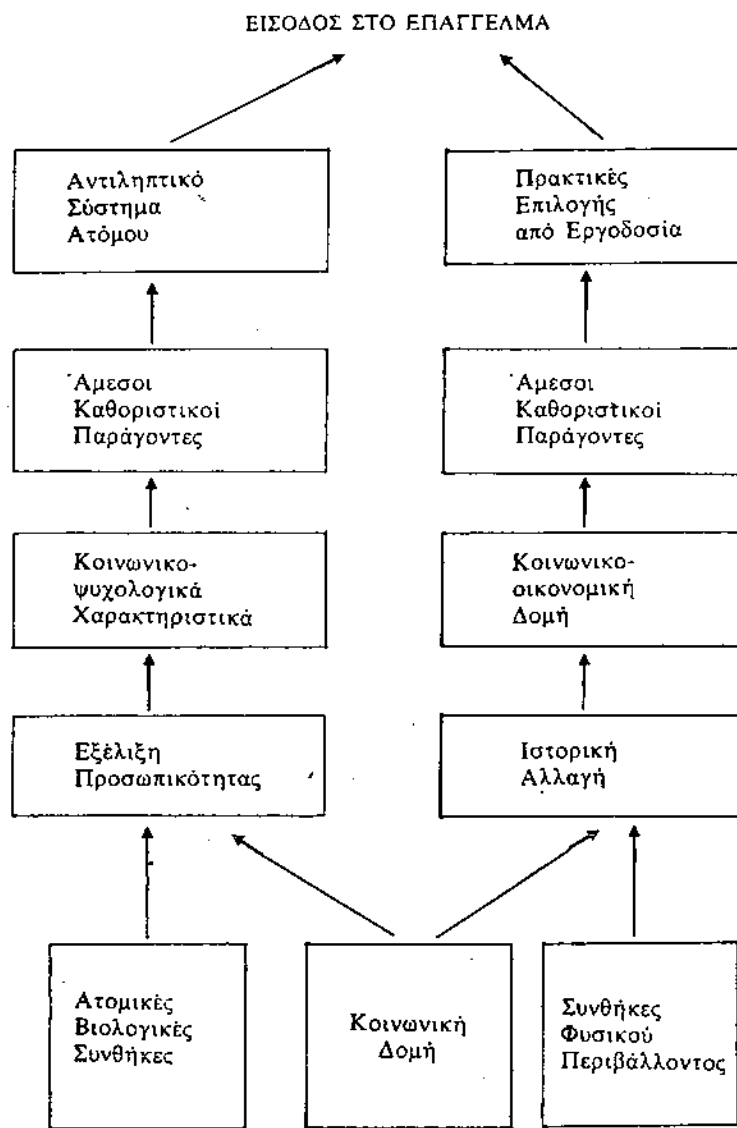 ΕΙΣΟΔΟΣ ΣΤΟ ΕΠΑΓΓΕΛΜΑ
Αντιληπτικό
Σύστημα
Ατόμου
Πρακτικές
Επιλογής
από Εργοδοσία
Άμεσοι
Καθοριστικοί
Παράγοντες
Άμεσοι
Καθοριστικοί
Παράγοντες
Κοινωνικο-
ψυχολογικά
Χαρακτηριστικά
Κοινωνικο-
οικονομική
Δομή
Εξέλιξη
Προσωπικότητας
Ιστορική
Αλλαγή
Ατομικές
Βιολογικές
Συνθήκες
Κοινωνική
Δομή
Συνθήκες
Φυσικού
Περιβάλλοντος